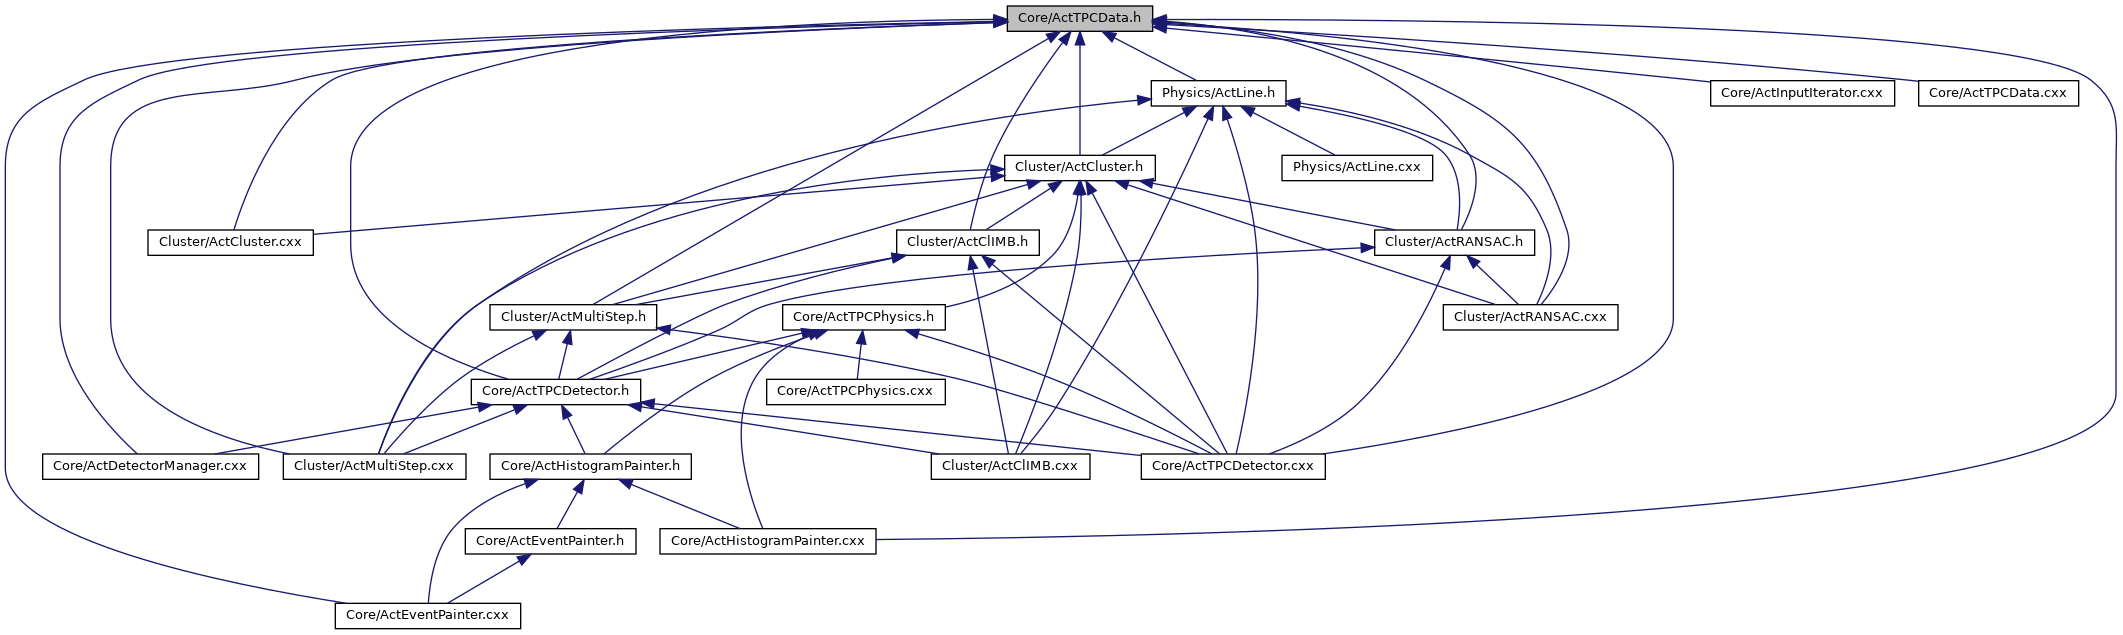 Core/ActTPCData.h
Physics/ActLine.h
Core/ActInputIterator.cxx
Core/ActTPCData.cxx
Cluster/ActCluster.h
Physics/ActLine.cxx
Cluster/ActCluster.cxx
Cluster/ActClIMB.h
Cluster/ActRANSAC.h
Cluster/ActMultiStep.h
Core/ActTPCPhysics.h
Cluster/ActRANSAC.cxx
Core/ActTPCDetector.h
Core/ActTPCPhysics.cxx
Core/ActDetectorManager.cxx
Cluster/ActMultiStep.cxx
Core/ActHistogramPainter.h
Cluster/ActClIMB.cxx
Core/ActTPCDetector.cxx
Core/ActEventPainter.h
Core/ActHistogramPainter.cxx
Core/ActEventPainter.cxx